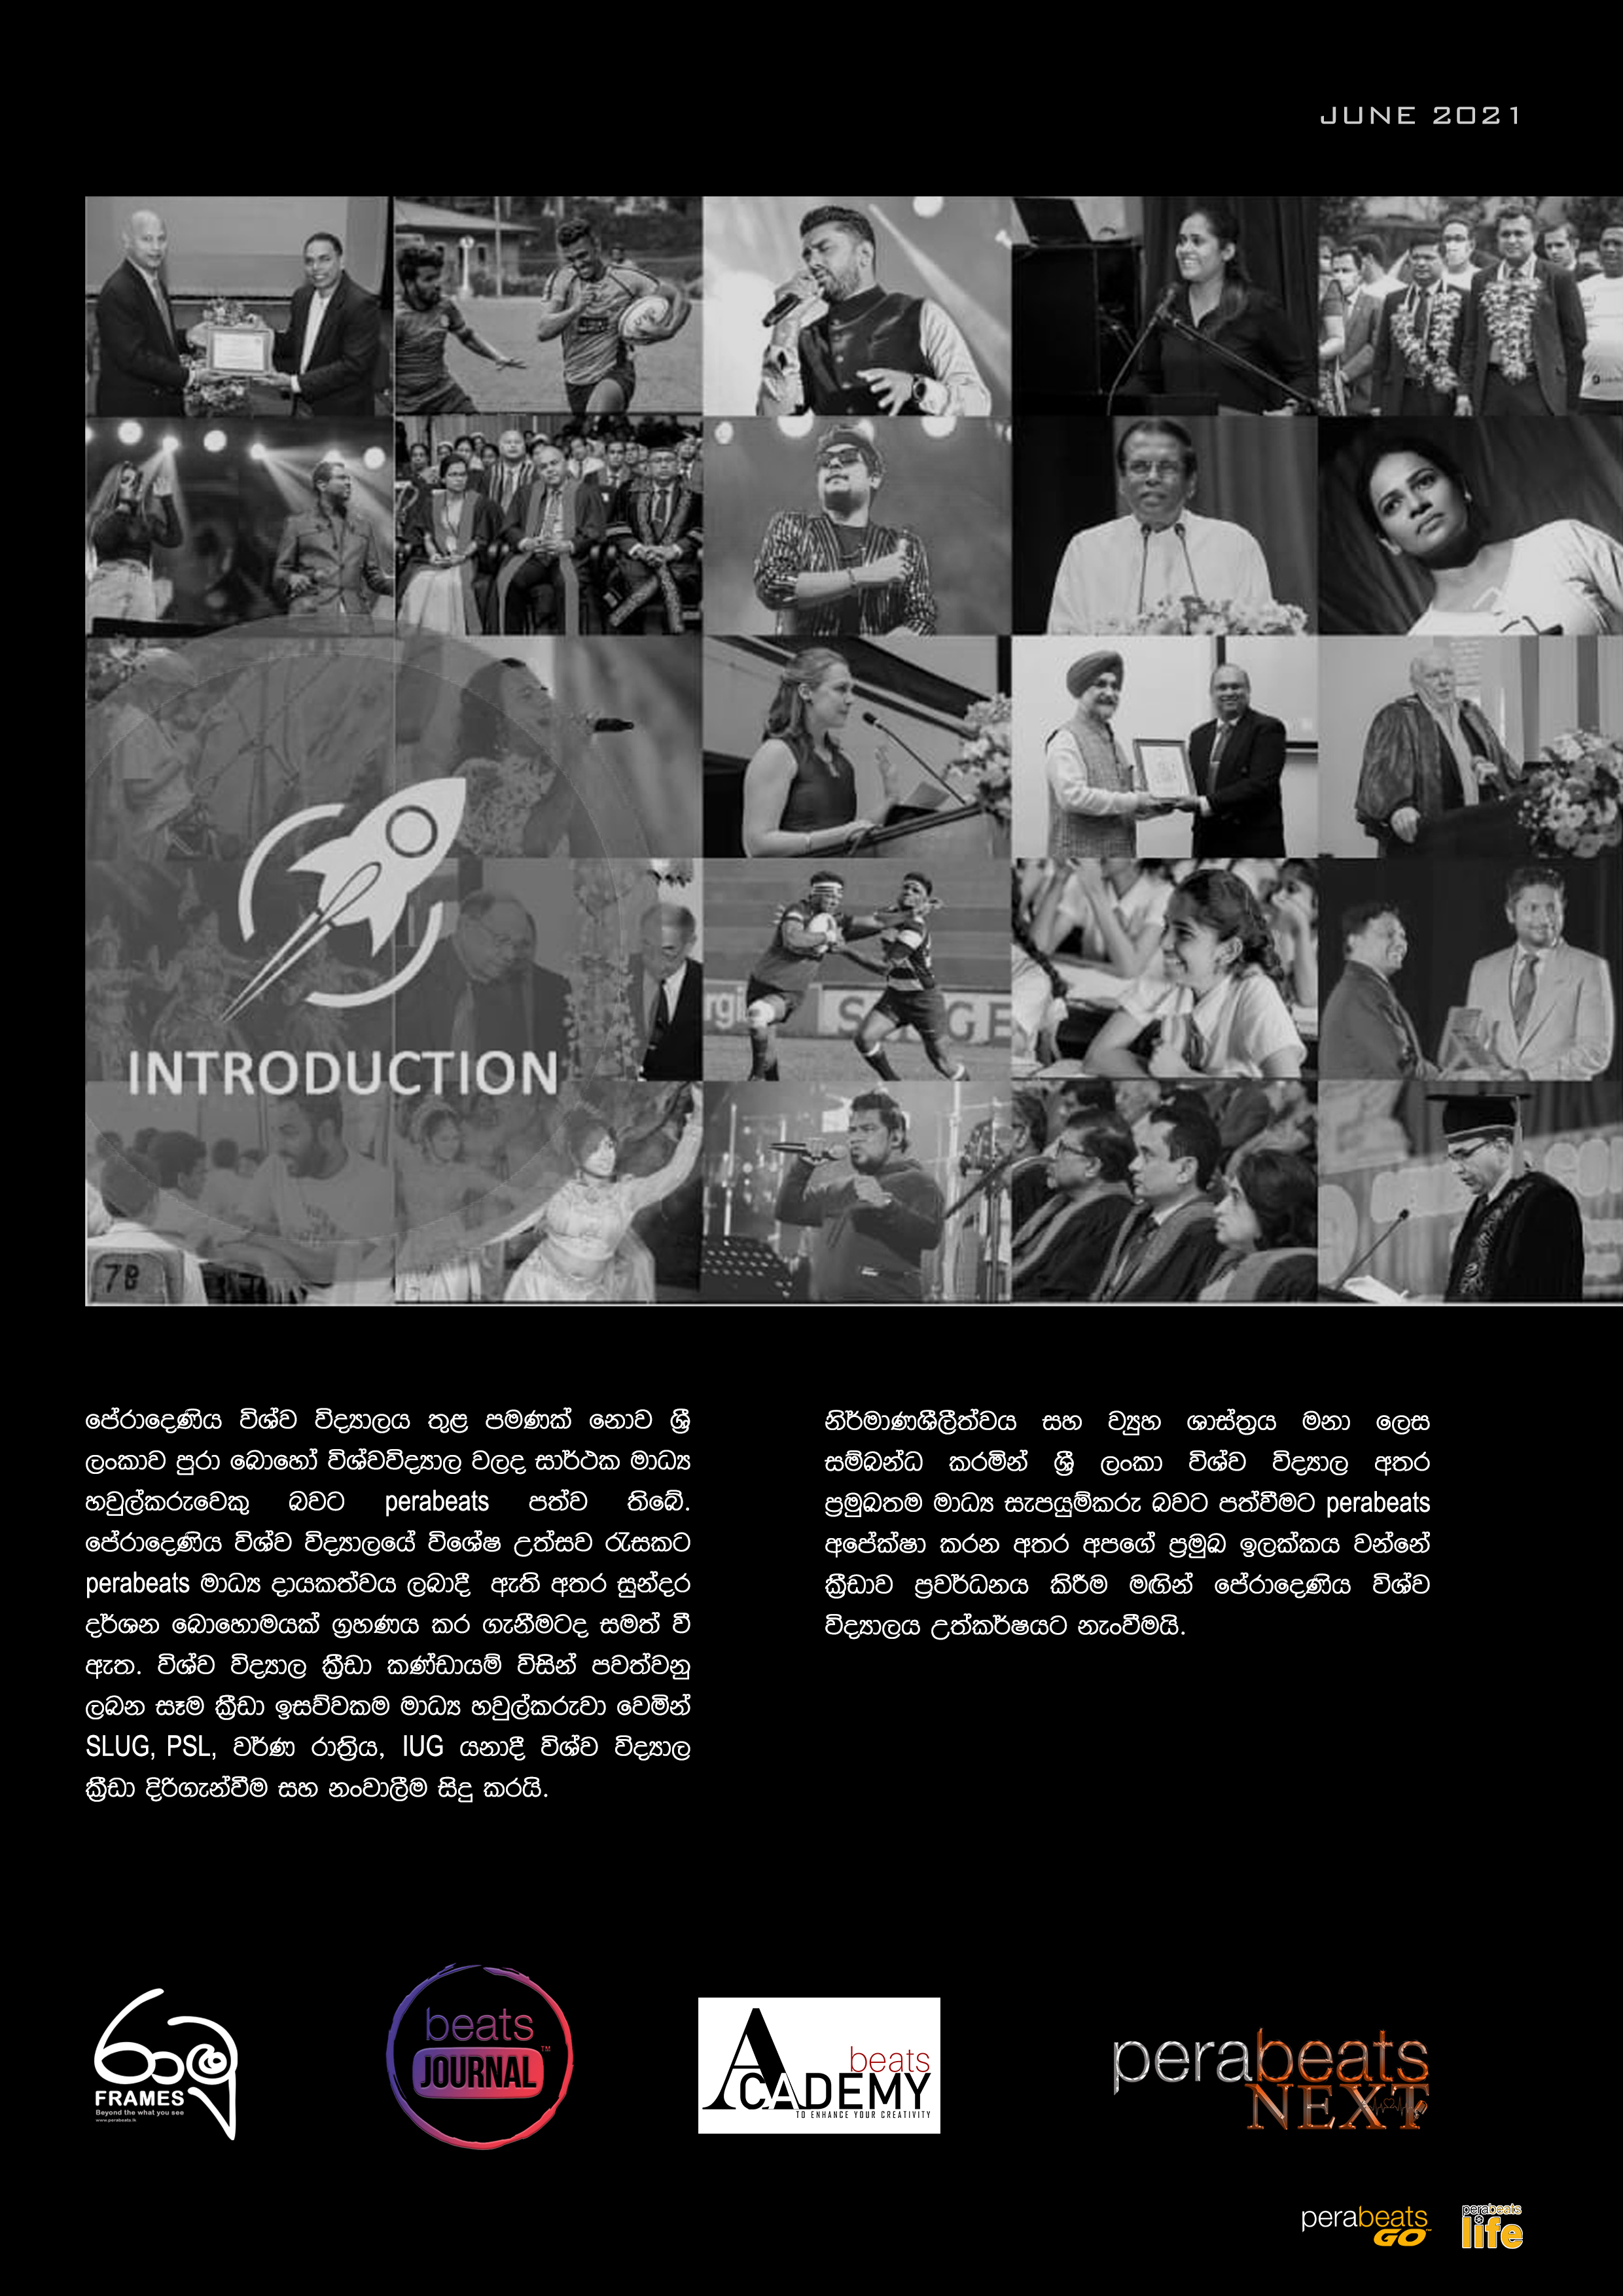 JUNE 2021
INTRODUCTION
78
rgi
S GE
පේරාදෙණිය විශ්ව විද්‍යාලය තුළ පමණක් නොව ශ්‍රී
ලංකාව පුරා බොහෝ විශ්වවිද්‍යාල වලද සාර්ථක මාධ්‍ය
හවුල්කරුවෙකු බවට perabeats පත්ව තිබේ.
පේරාදෙණිය විශ්ව විද්‍යාලයේ විශේෂ උත්සව රැසකට
perabeats මාධ්‍ය දායකත්වය ලබාදී ඇති අතර සුන්දර
දර්ශන බොහොමයක් ග්‍රහණය කර ගැනීමටද සමත් වී
ඇත. විශ්ව විද්‍යාල ක්‍රීඩා කණ්ඩායම් විසින් පවත්වනු
ලබන සෑම ක්‍රීඩා ඉසව්වකම මාධ්‍ය හවුල්කරුවා වෙමින්
SLUG, PSL, වර්ණ රාත්‍රිය, IUG යනාදී විශ්ව විද්‍යාල
ක්‍රීඩා දිරිගැන්වීම සහ නංවාලීම සිදු කරයි.
නිර්මාණශීලීත්වය සහ ව්‍යුහ ශාස්ත්‍රය මනා ලෙස
සම්බන්ධ කරමින් ශ්‍රී ලංකා විශ්ව විද්‍යාල අතර
ප්‍රමුඛතම මාධ්‍ය සැපයුම්කරු බවට පත්වීමට perabeats
අපේක්ෂා කරන අතර අපගේ ප්‍රමුඛ ඉලක්කය වන්නේ
ක්‍රීඩාව ප්‍රවර්ධනය කිරීම මඟින් පේරාදෙණිය විශ්ව
විද්‍යාලය උත්කර්ෂයට නැංවීමයි.
රාමු
FRAMES
Beyond the what you see
www.perabeats.lk
beats
JOURNAL
TM
beats
ACADEMY
TO ENHANCE YOUR CREATIVITY
perabeats
NEXT
perabeats
GO
perabeats
life